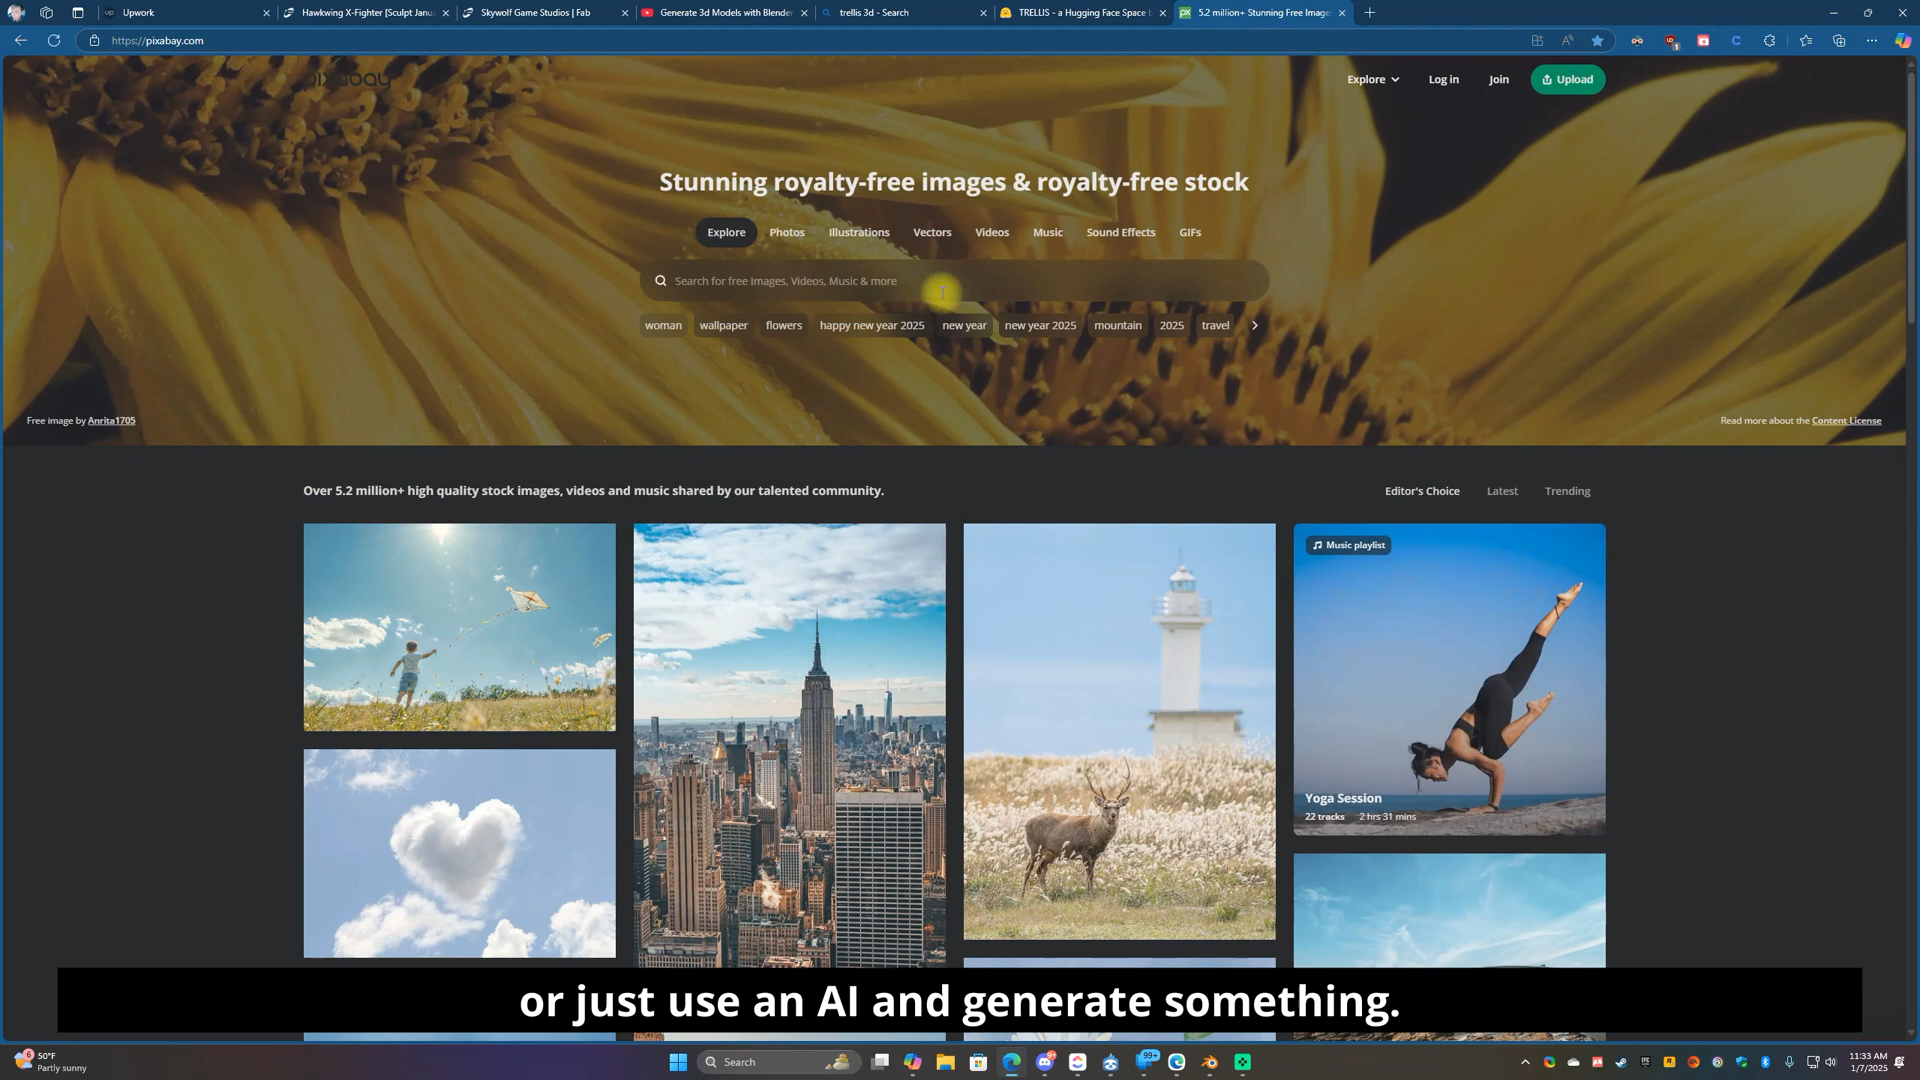 Upwork
Hawkwing X-Fighter [Sculpt Janu
Skywolf Game Studios | Fab
Generate 3d Models with Blender
trellis 3d - Search
TRELLIS - a Hugging Face Space b
5.2 million+ Stunning Free Image
https://pixabay.com
pixabay
Explore
Log in
Join
Upload
Stunning royalty-free images & royalty-free stock
Explore
Photos
Illustrations
Vectors
Videos
Music
Sound Effects
GIFs
Search for free Images, Videos, Music & more
woman
wallpaper
flowers
happy new year 2025
new year
new year 2025
mountain
2025
travel
Free image by Anrita1705
Read more about the Content License
Over 5.2 million+ high quality stock images, videos and music shared by our talented community.
Editor's Choice
Latest
Trending
Music playlist
Yoga Session
22 tracks 2 hrs 31 mins
or just use an AI and generate something.
50°F
Partly sunny
Search
99+
11:33 AM
1/7/2025